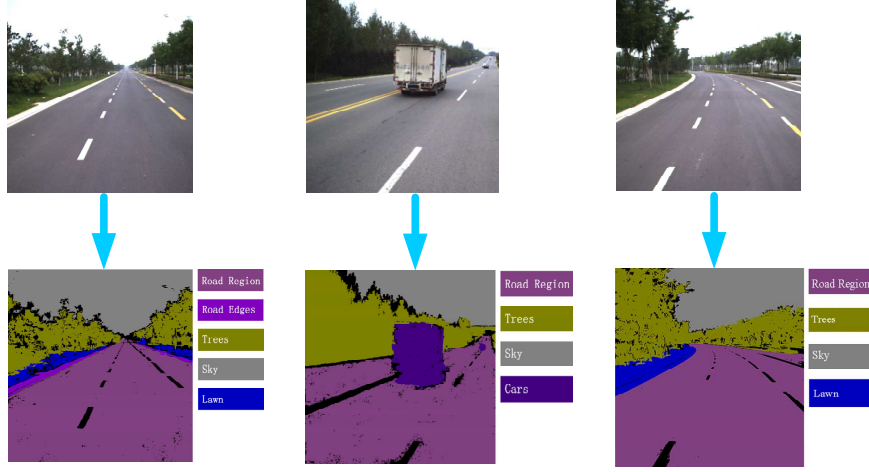 Road Region
Road Edges
Trees
Sky
Lawn
Road Region
Trees
Sky
Cars
Road Region
Trees
Sky
Lawn